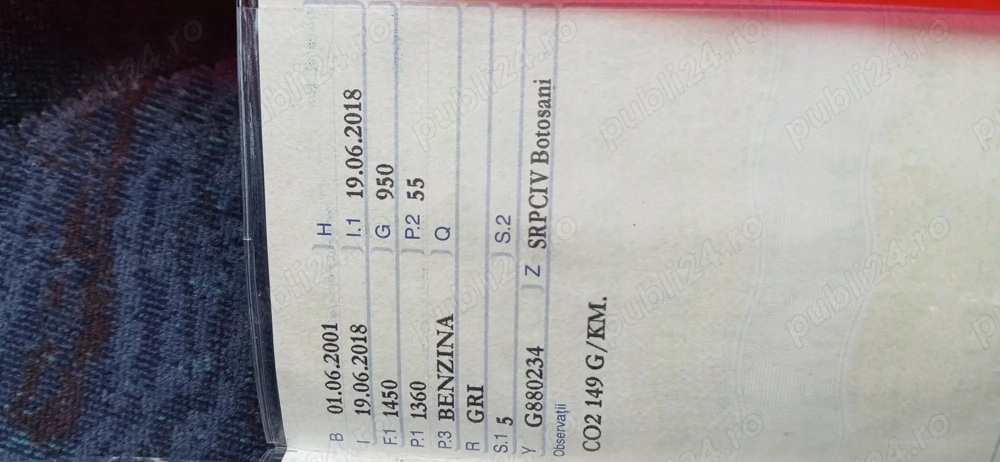 B 01.06.2001 H
I 19.06.2018 I.1 19.06.2018
F.1 1450 G 950
P.1 1360 P.2 55
P.3 BENZINA Q
R GRI
S.1 5 S.2
Y G880234 Z SRPCIV Botosani
Observații
CO2 149 G/KM.
publi24.ro